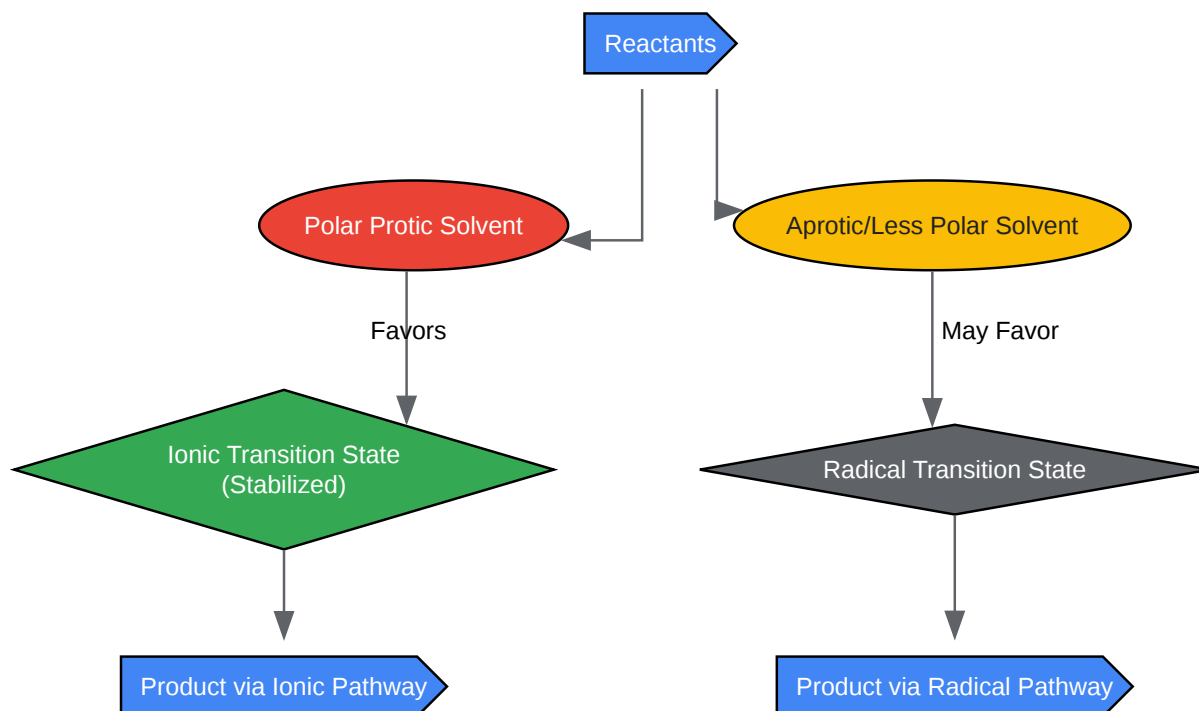 Reactants
Polar Protic Solvent
Aprotic/Less Polar Solvent
Favors
May Favor
Ionic Transition State
(Stabilized)
Radical Transition State
Product via Ionic Pathway
Product via Radical Pathway